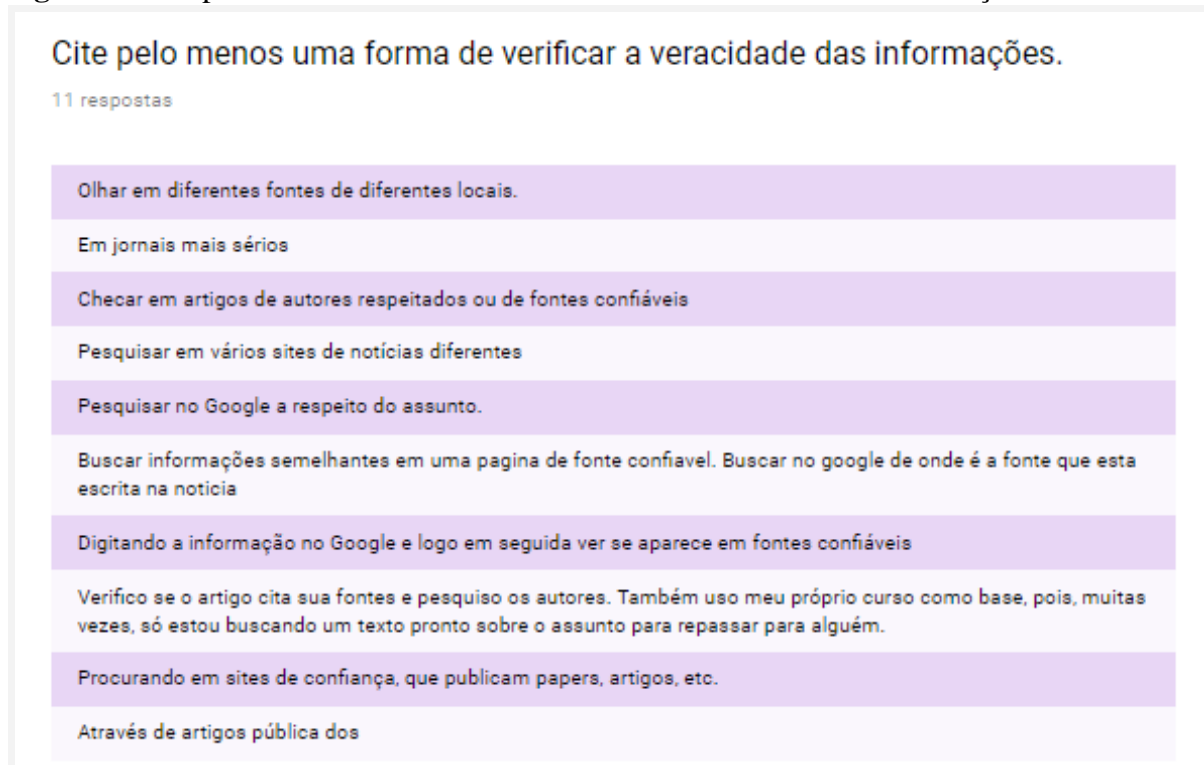 Cite pelo menos uma forma de verificar a veracidade das informações.
11 respostas
Olhar em diferentes fontes de diferentes locais.
Em jornais mais sérios
Checar em artigos de autores respeitados ou de fontes confiáveis
Pesquisar em vários sites de notícias diferentes
Pesquisar no Google a respeito do assunto.
Buscar informações semelhantes em uma pagina de fonte confiavel. Buscar no google de onde é a fonte que esta
escrita na noticia
Digitando a informação no Google e logo em seguida ver se aparece em fontes confiáveis
Verifico se o artigo cita sua fontes e pesquiso os autores. Também uso meu próprio curso como base, pois, muitas
vezes, só estou buscando um texto pronto sobre o assunto para repassar para alguém.
Procurando em sites de confiança, que publicam papers, artigos, etc.
Através de artigos pública dos